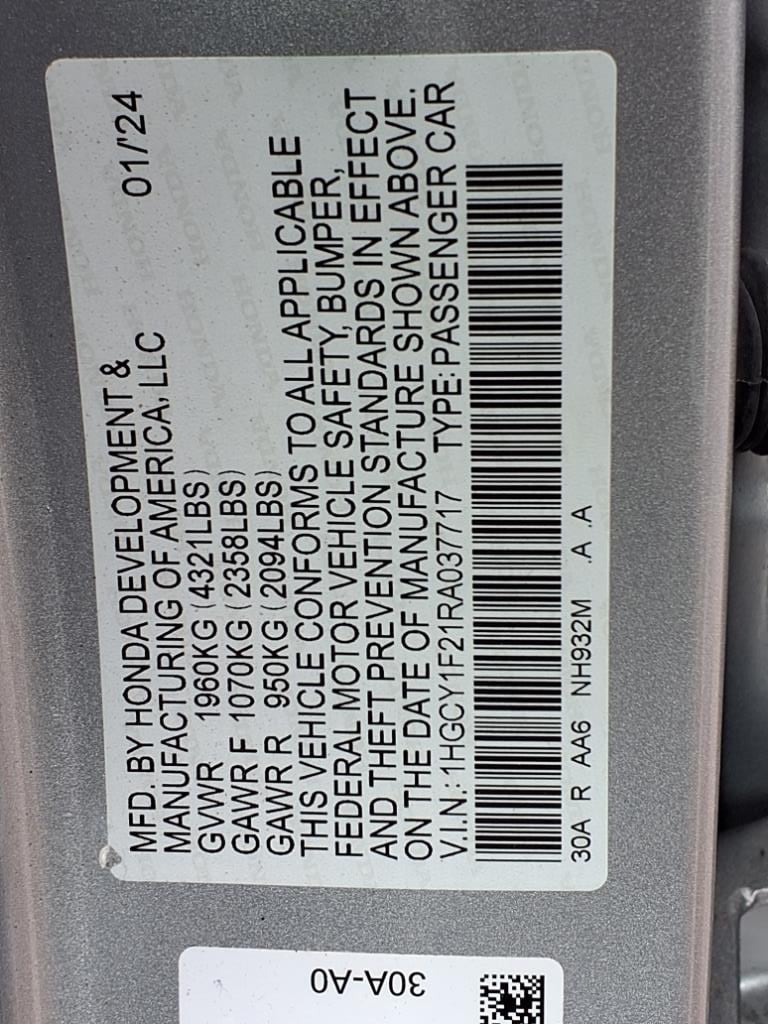 MFD. BY HONDA DEVELOPMENT &
MANUFACTURING OF AMERICA, LLC 01/'24
GVWR 1960KG (4321LBS)
GAWR F 1070KG (2358LBS)
GAWR R 950KG (2094LBS)
THIS VEHICLE CONFORMS TO ALL APPLICABLE
FEDERAL MOTOR VEHICLE SAFETY, BUMPER,
AND THEFT PREVENTION STANDARDS IN EFFECT
ON THE DATE OF MANUFACTURE SHOWN ABOVE.
V.I.N.: 1HGCY1F21RA037717 TYPE: PASSENGER CAR
30A R AA6 NH932M .A .A
30A-A0